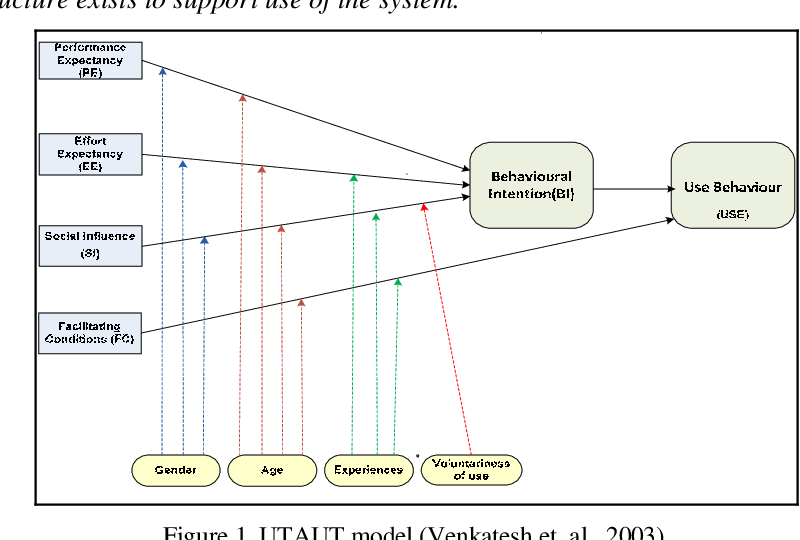 ucture exists to support use of the system.
Performance
Expectancy
(PE)
Effort
Expectancy
(EE)
Behavioural
Intention(BI)
Use Behaviour
(USE)
Social Influence
(SI)
Facilitating
Conditions (FC)
Gender
Age
Experiences
Voluntariness
of use
Figure 1. UTAUT model (Venkatesh et. al., 2003)